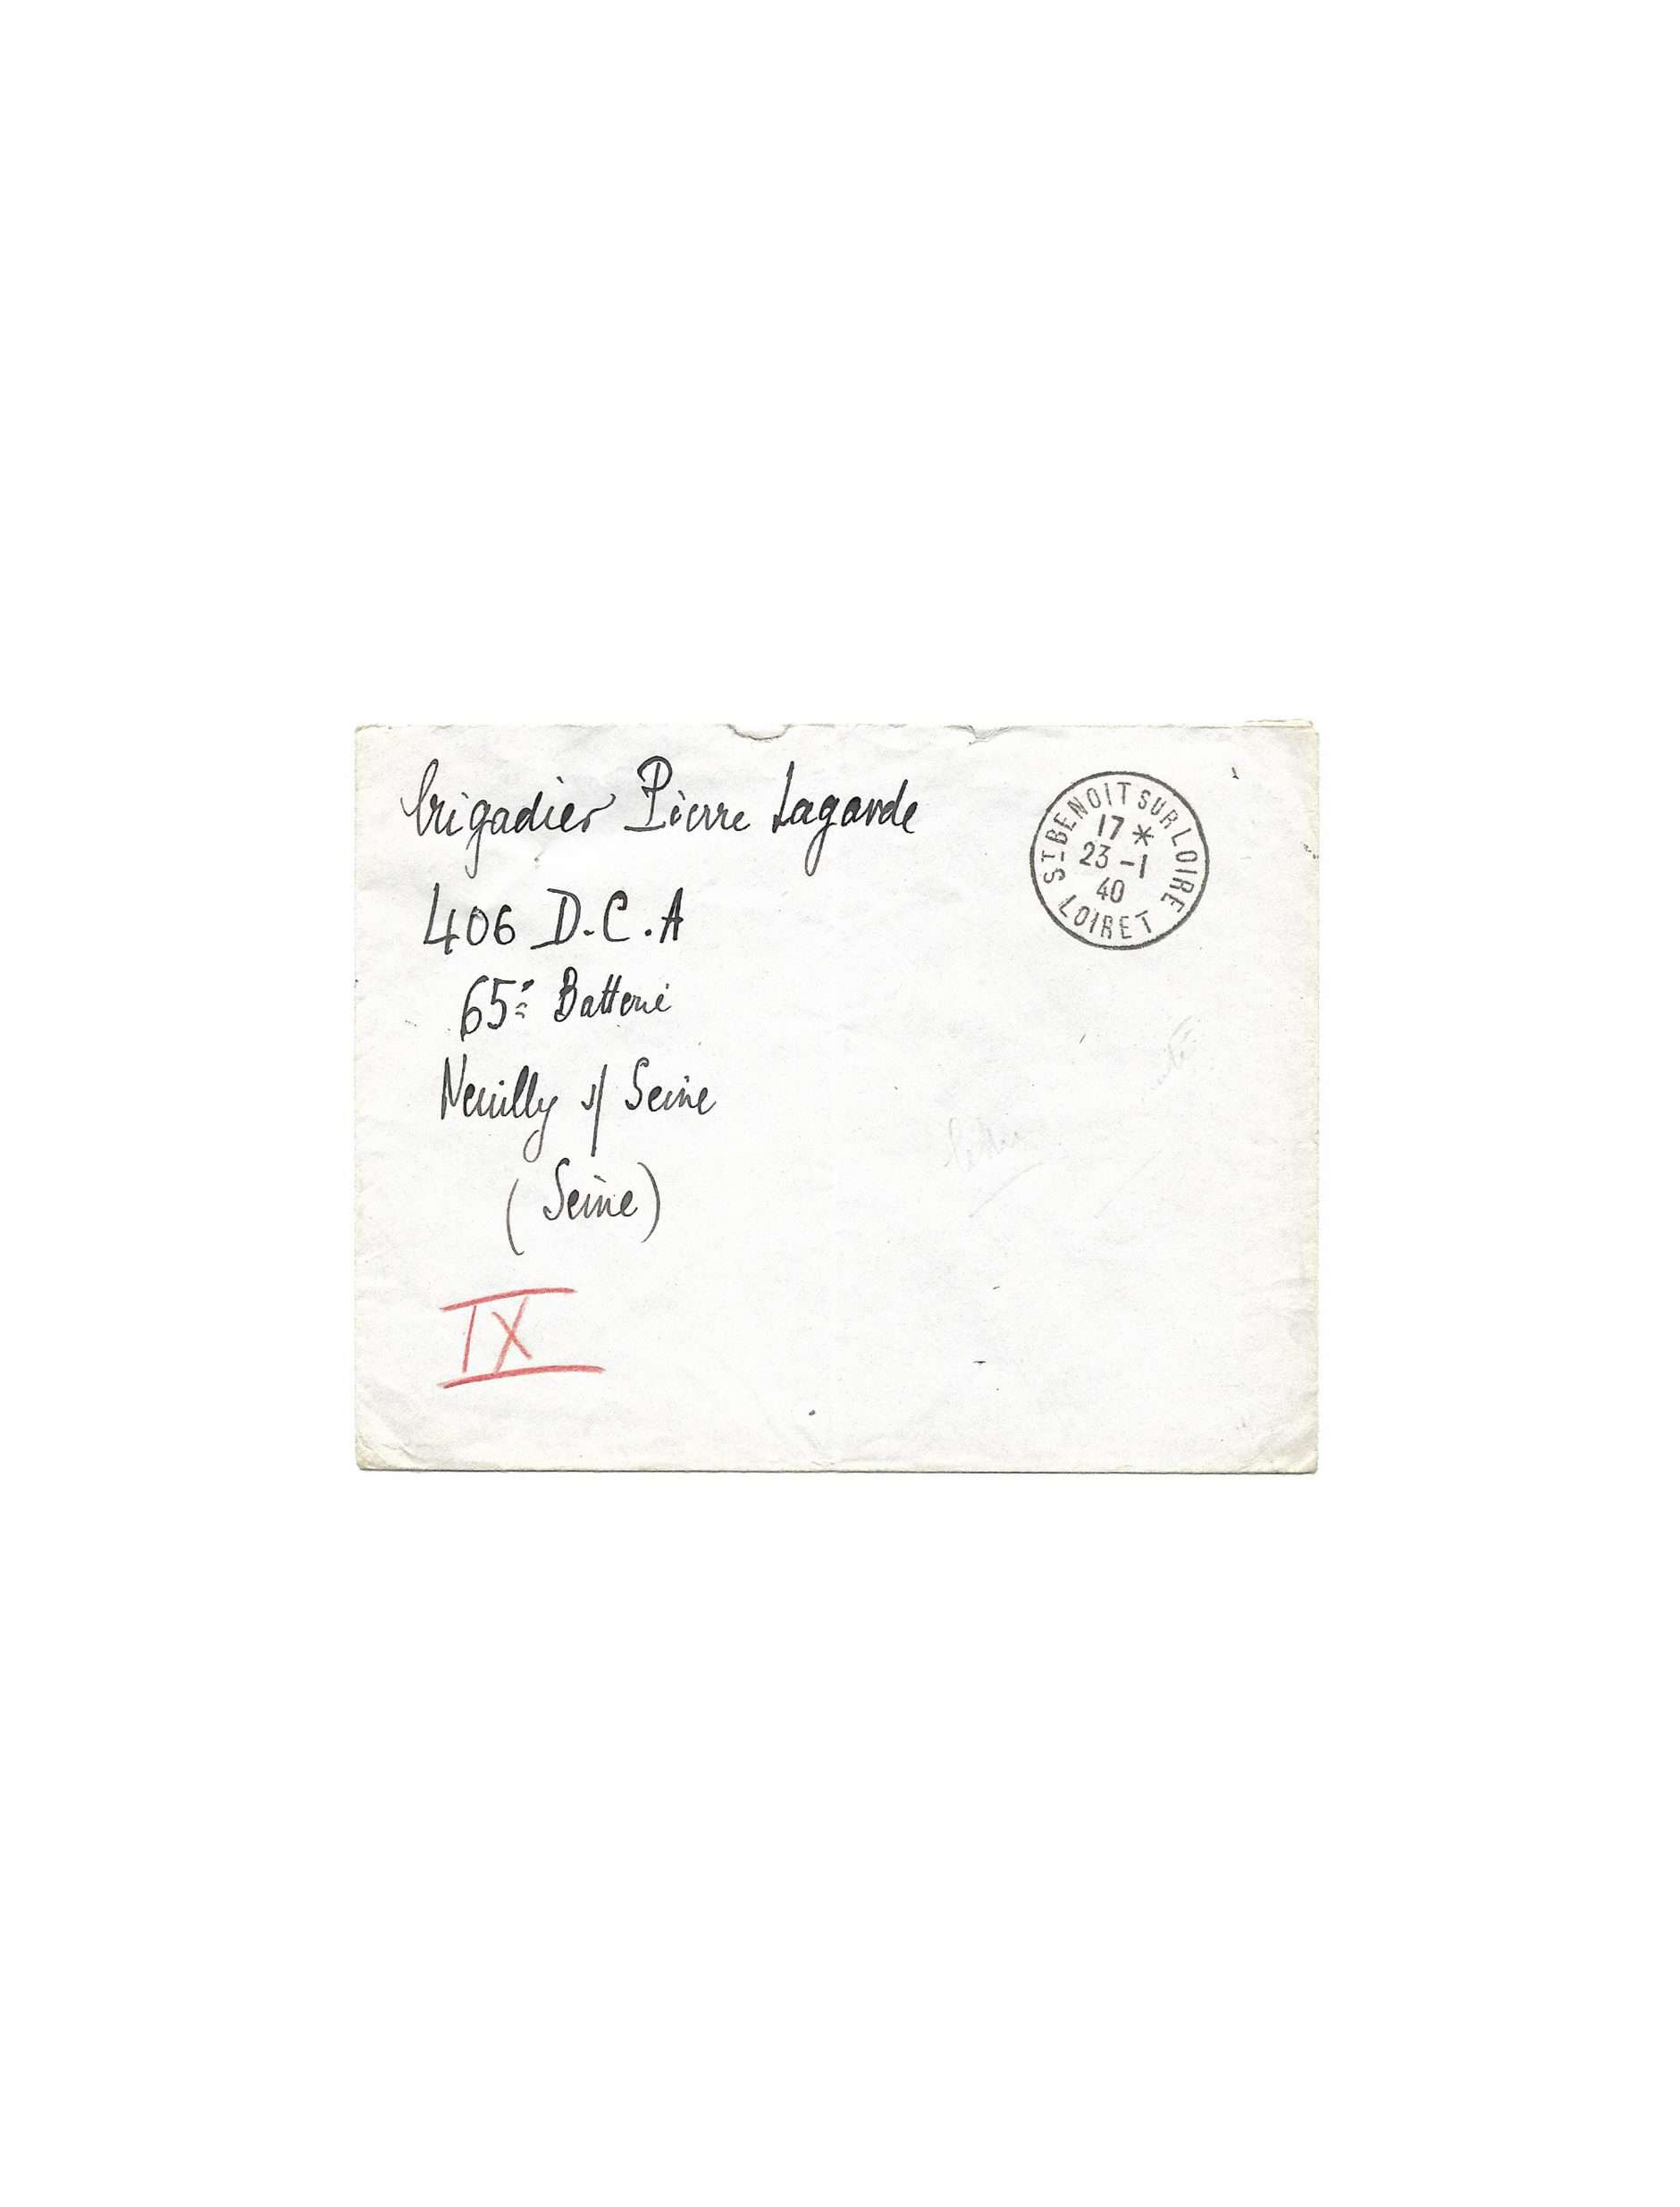 brigadier Pierre Lagarde
406 D.C.A
65e Batterie
Neuilly s/ Seine
(Seine)
IX
ST BENOIT SUR LOIRE
17 *
23 -1
40
LOIRET